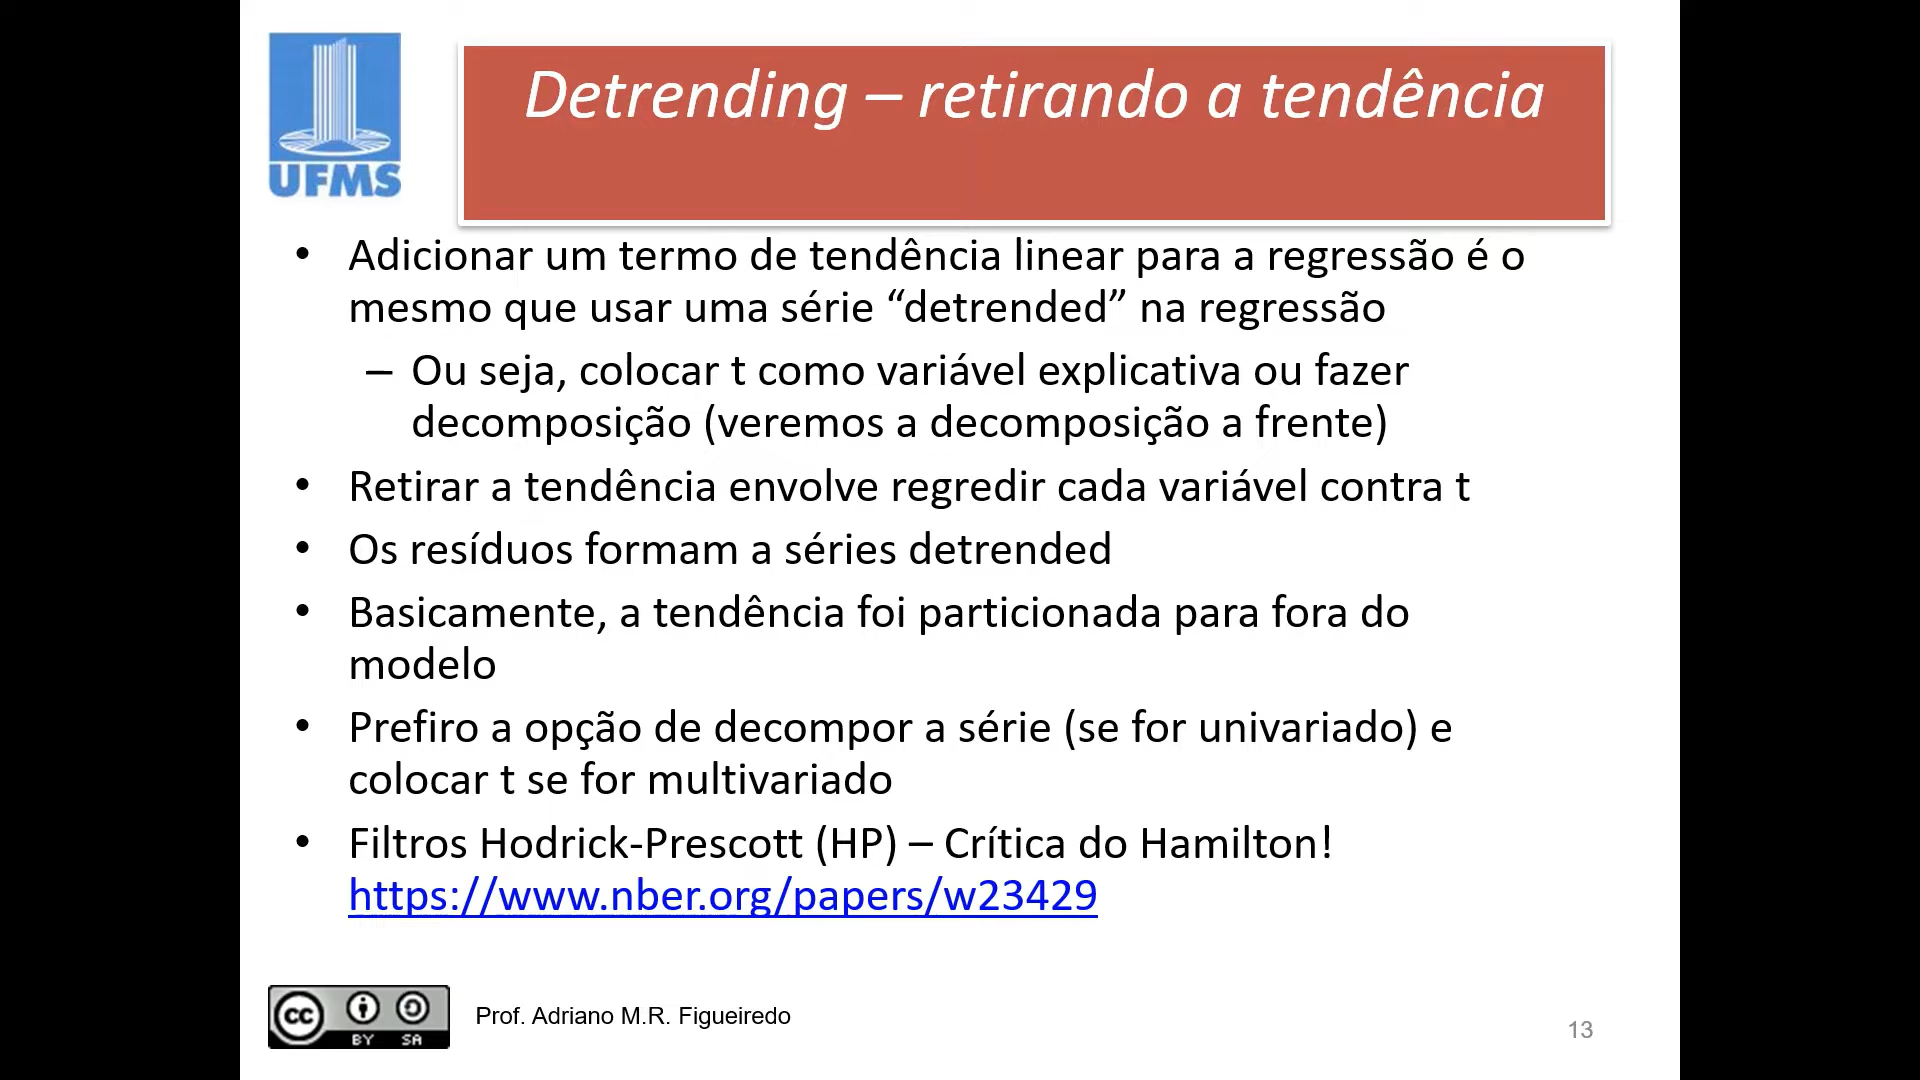 UFMS
Detrending – retirando a tendência
• Adicionar um termo de tendência linear para a regressão é o
mesmo que usar uma série “detrended” na regressão
– Ou seja, colocar t como variável explicativa ou fazer
decomposição (veremos a decomposição a frente)
• Retirar a tendência envolve regredir cada variável contra t
• Os resíduos formam a séries detrended
• Basicamente, a tendência foi particionada para fora do
modelo
• Prefiro a opção de decompor a série (se for univariado) e
colocar t se for multivariado
• Filtros Hodrick-Prescott (HP) – Crítica do Hamilton!
https://www.nber.org/papers/w23429
cc BY SA
Prof. Adriano M.R. Figueiredo
13